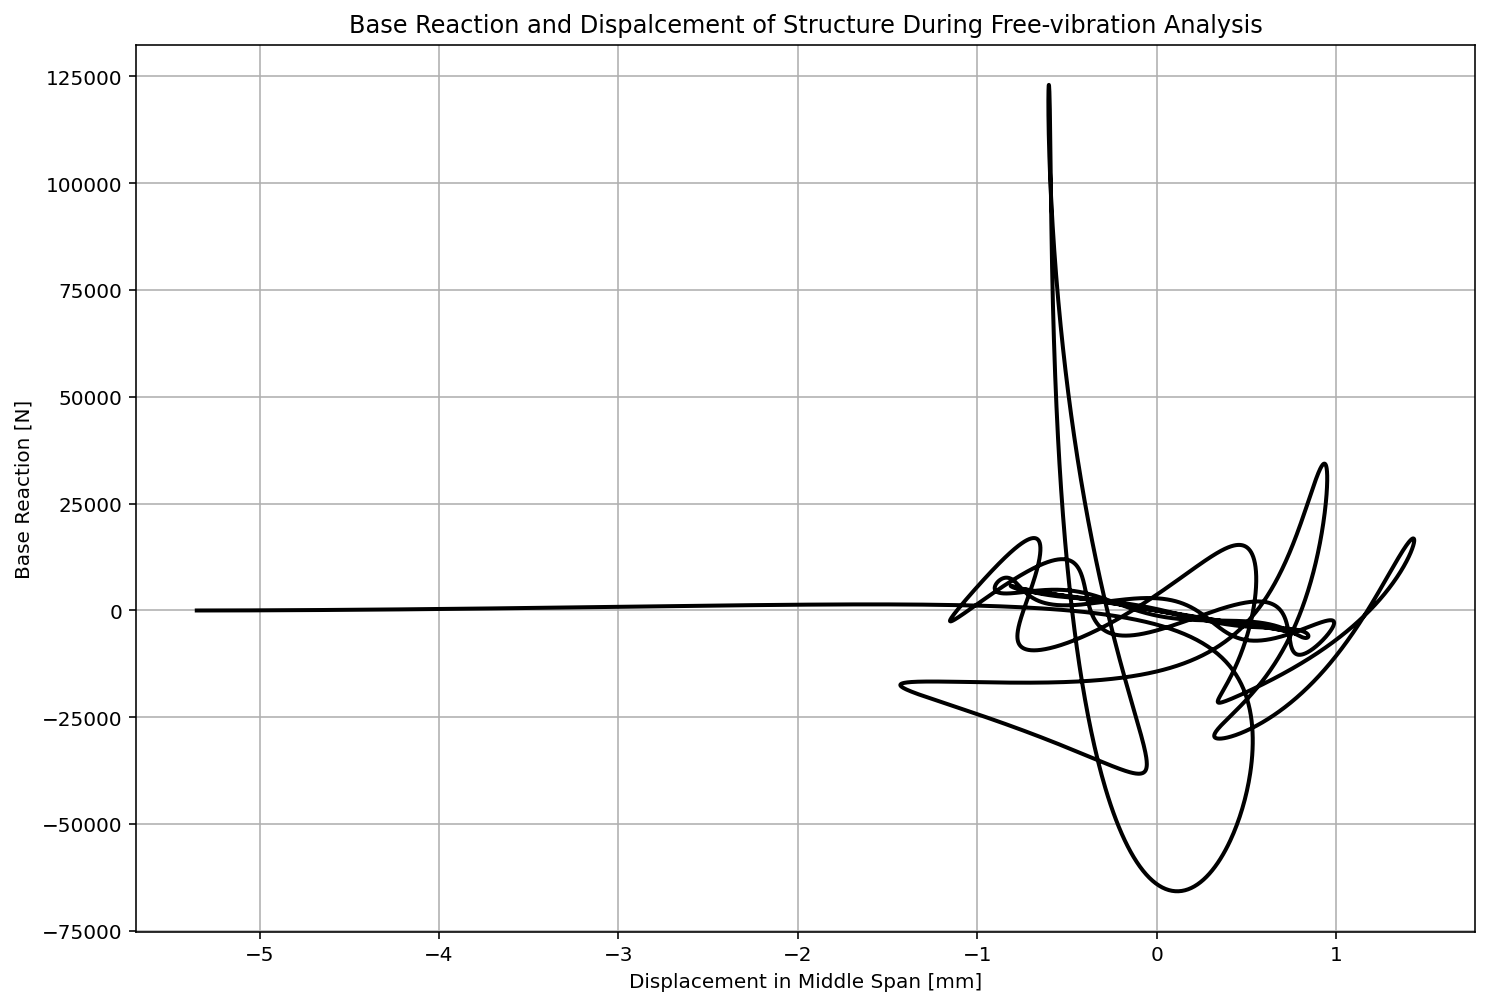 Base Reaction and Dispalcement of Structure During Free-vibration Analysis
125000
100000
75000
50000
25000
0
−25000
−50000
−75000
Base Reaction [N]
−5 −4 −3 −2 −1 0 1
Displacement in Middle Span [mm]